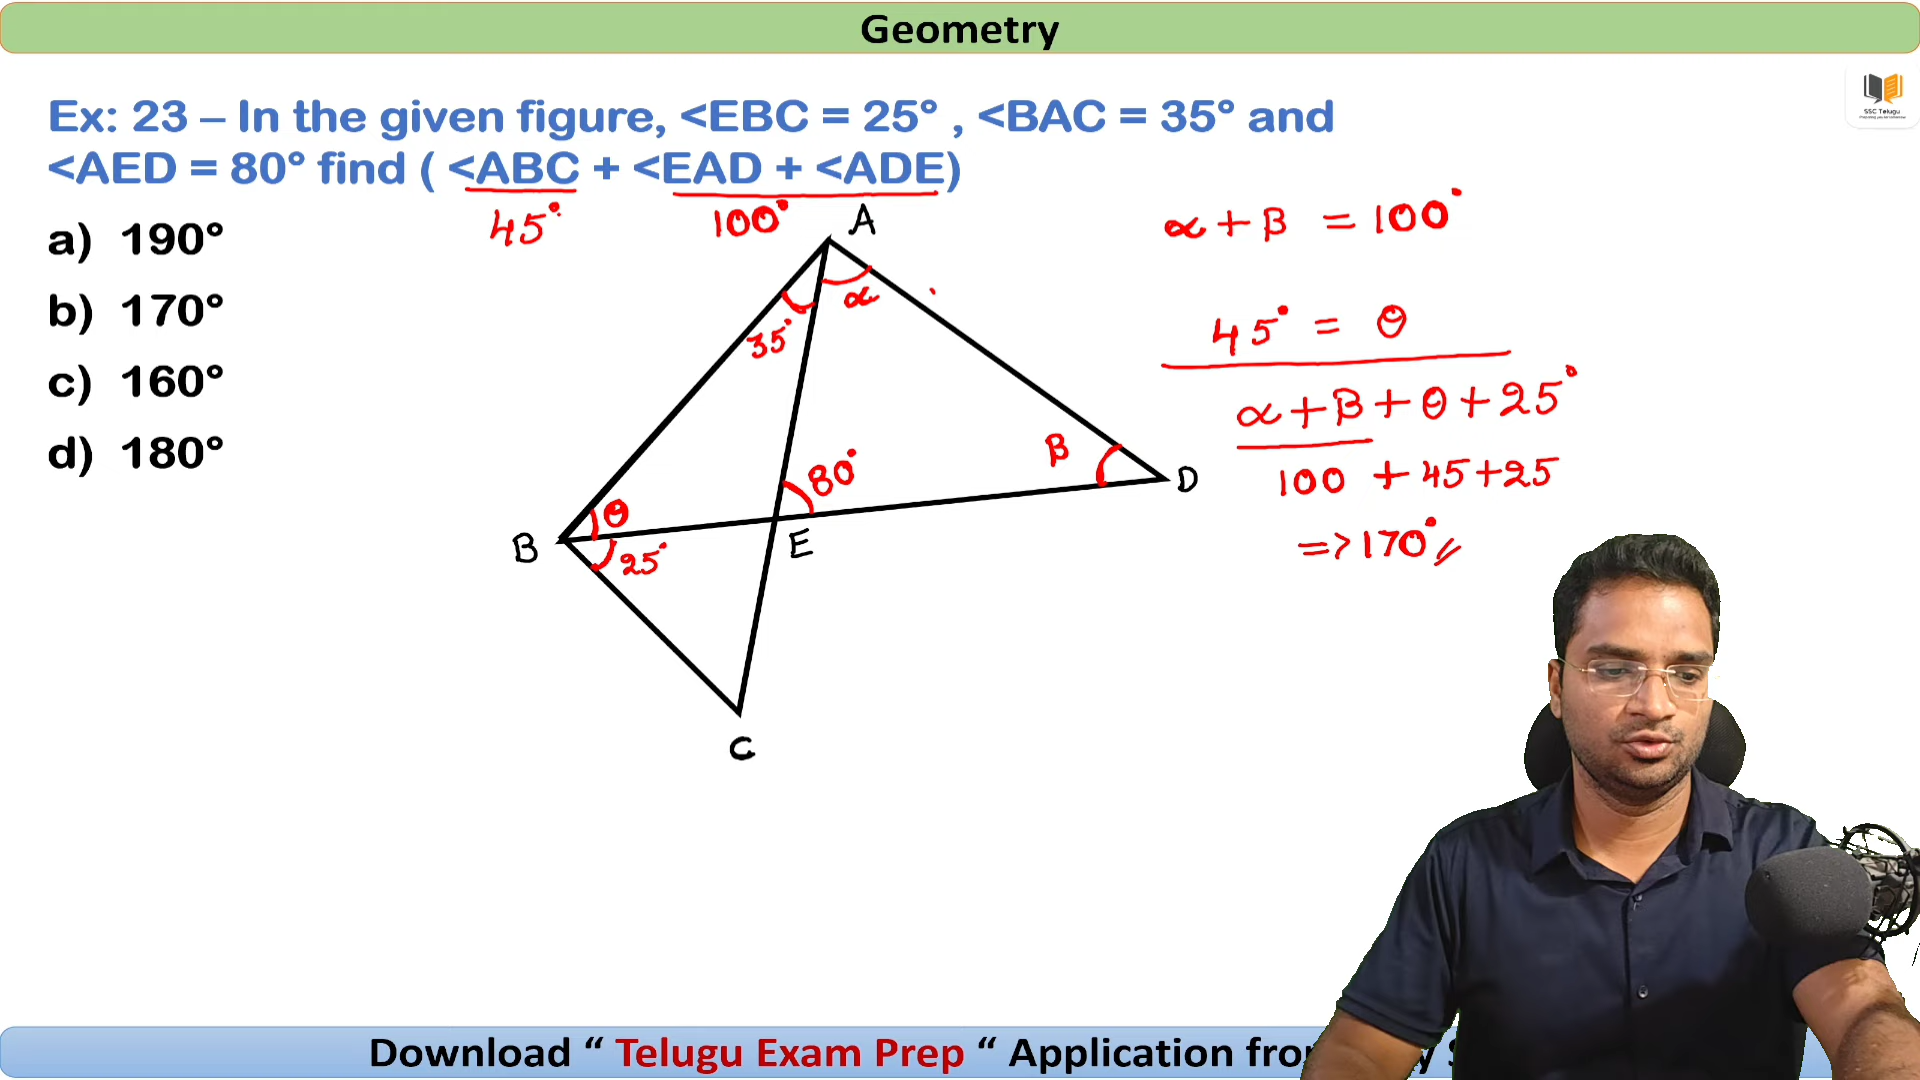 Geometry
SSC Telugu
Ex: 23 – In the given figure, <EBC = 25° , <BAC = 35° and
<AED = 80° find ( <ABC + <EAD + <ADE)
45° 100°
a) 190°
b) 170°
c) 160°
d) 180°
A
α
35°
β
D
80°
θ
B
25°
E
C
α + β = 100°
45° = θ
α + β + θ + 25°
100 + 45 + 25
=> 170°
Download “ Telugu Exam Prep “ Application